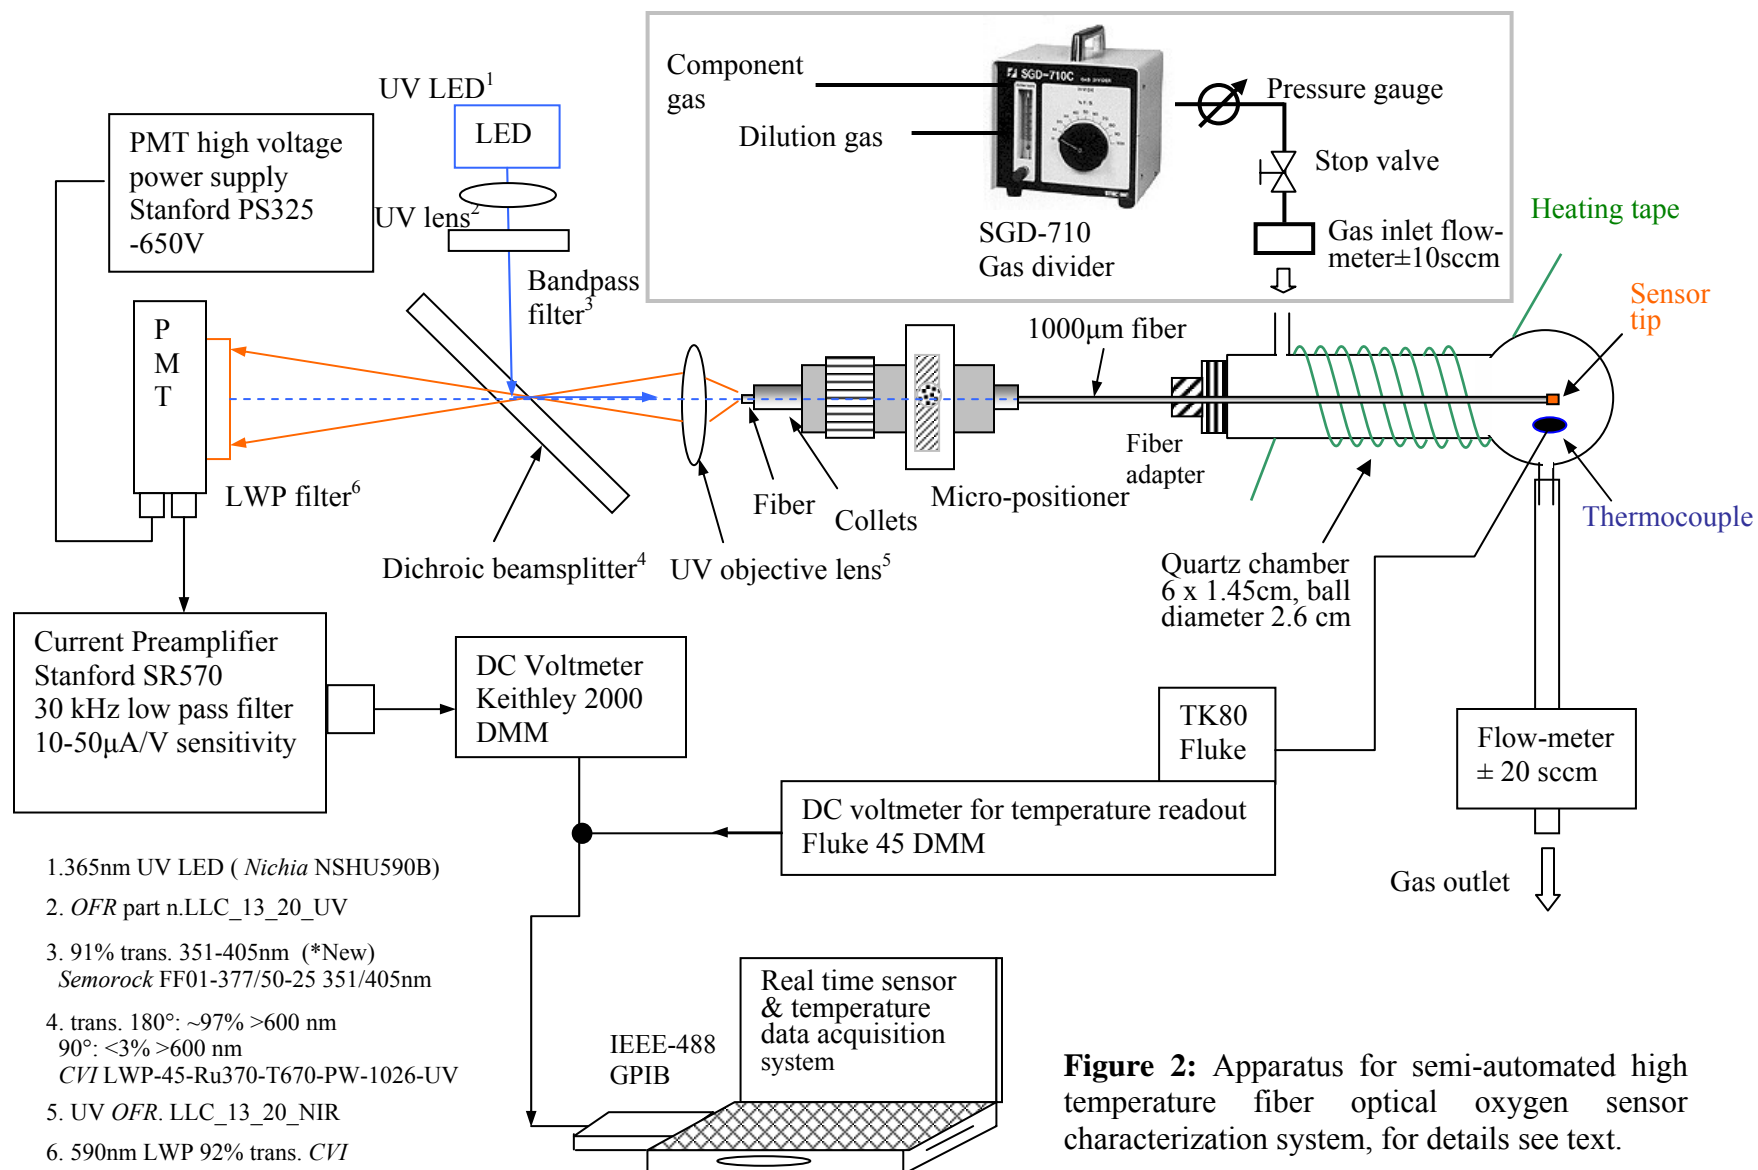 UV LED1
LED
PMT high voltage
power supply
Stanford PS325
-650V
UV lens2
Bandpass
filter3
Component
gas
Dilution gas
SGD-710C
GAS DIVIDER
SGD-710
Gas divider
Pressure gauge
Stop valve
Gas inlet flow-
meter±10sccm
Heating tape
Sensor
tip
P
M
T
LWP filter6
Dichroic beamsplitter4
UV objective lens5
Fiber
Collets
Micro-positioner
1000μm fiber
Fiber
adapter
Thermocouple
Quartz chamber
6 x 1.45cm, ball
diameter 2.6 cm
Current Preamplifier
Stanford SR570
30 kHz low pass filter
10-50μA/V sensitivity
DC Voltmeter
Keithley 2000
DMM
TK80
Fluke
DC voltmeter for temperature readout
Fluke 45 DMM
Flow-meter
± 20 sccm
Gas outlet
1.365nm UV LED ( Nichia NSHU590B)
2. OFR part n.LLC_13_20_UV
3. 91% trans. 351-405nm (*New)
Semorock FF01-377/50-25 351/405nm
4. trans. 180°: ~97% >600 nm
90°: <3% >600 nm
CVI LWP-45-Ru370-T670-PW-1026-UV
5. UV OFR. LLC_13_20_NIR
6. 590nm LWP 92% trans. CVI
IEEE-488
GPIB
Real time sensor
& temperature
data acquisition
system
Figure 2: Apparatus for semi-automated high
temperature fiber optical oxygen sensor
characterization system, for details see text.